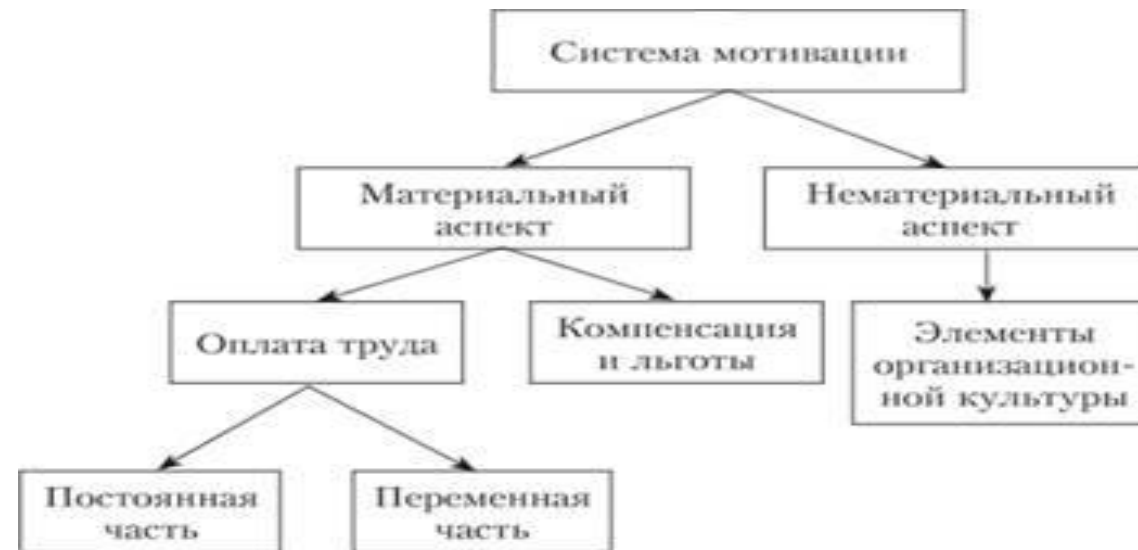 Система мотивации
Материальный
аспект
Нематериальный
аспект
Оплата труда
Компенсация
и льготы
Элементы
организацион-
ной культуры
Постоянная
часть
Переменная
часть